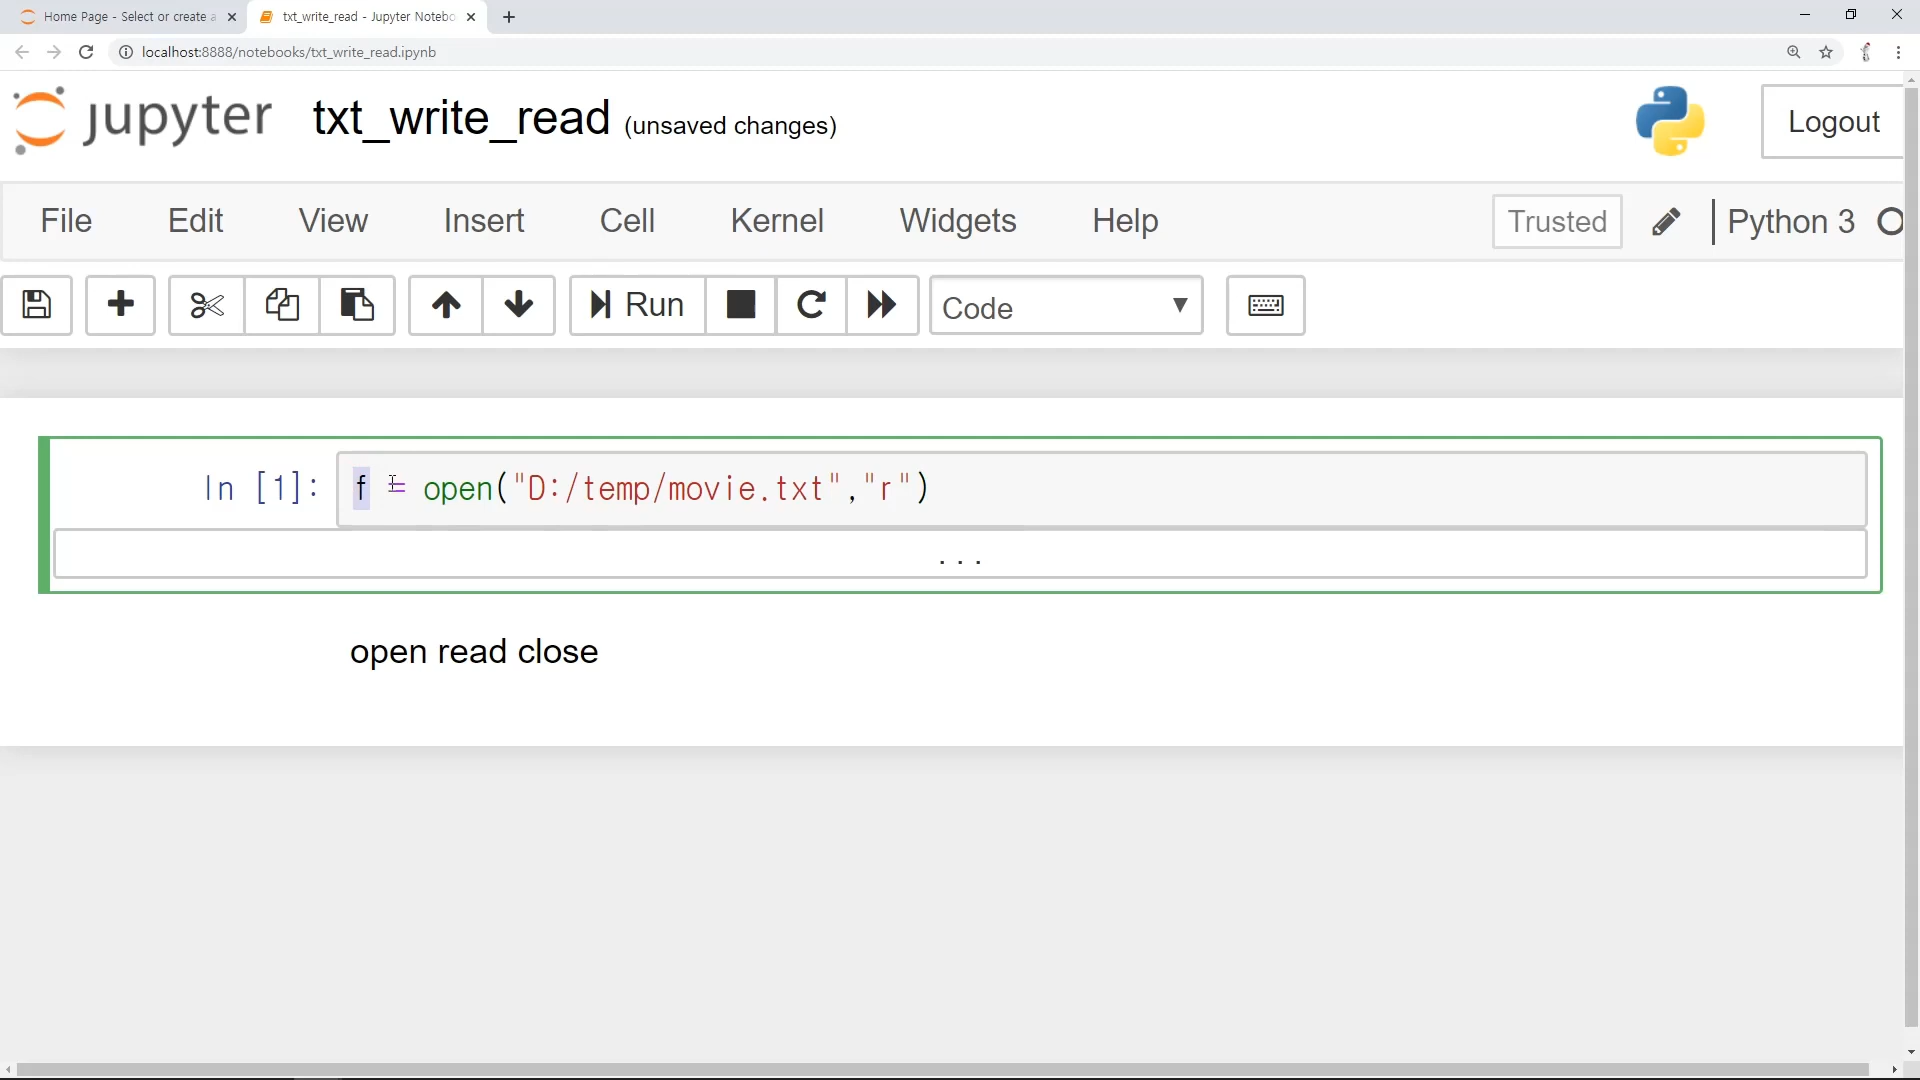 Home Page - Select or create a
txt_write_read - Jupyter Notebo
localhost:8888/notebooks/txt_write_read.ipynb
jupyter txt_write_read (unsaved changes)
Logout
File Edit View Insert Cell Kernel Widgets Help Trusted Python 3
Run Code
In [1]: f = open("D:/temp/movie.txt","r")
...
open read close